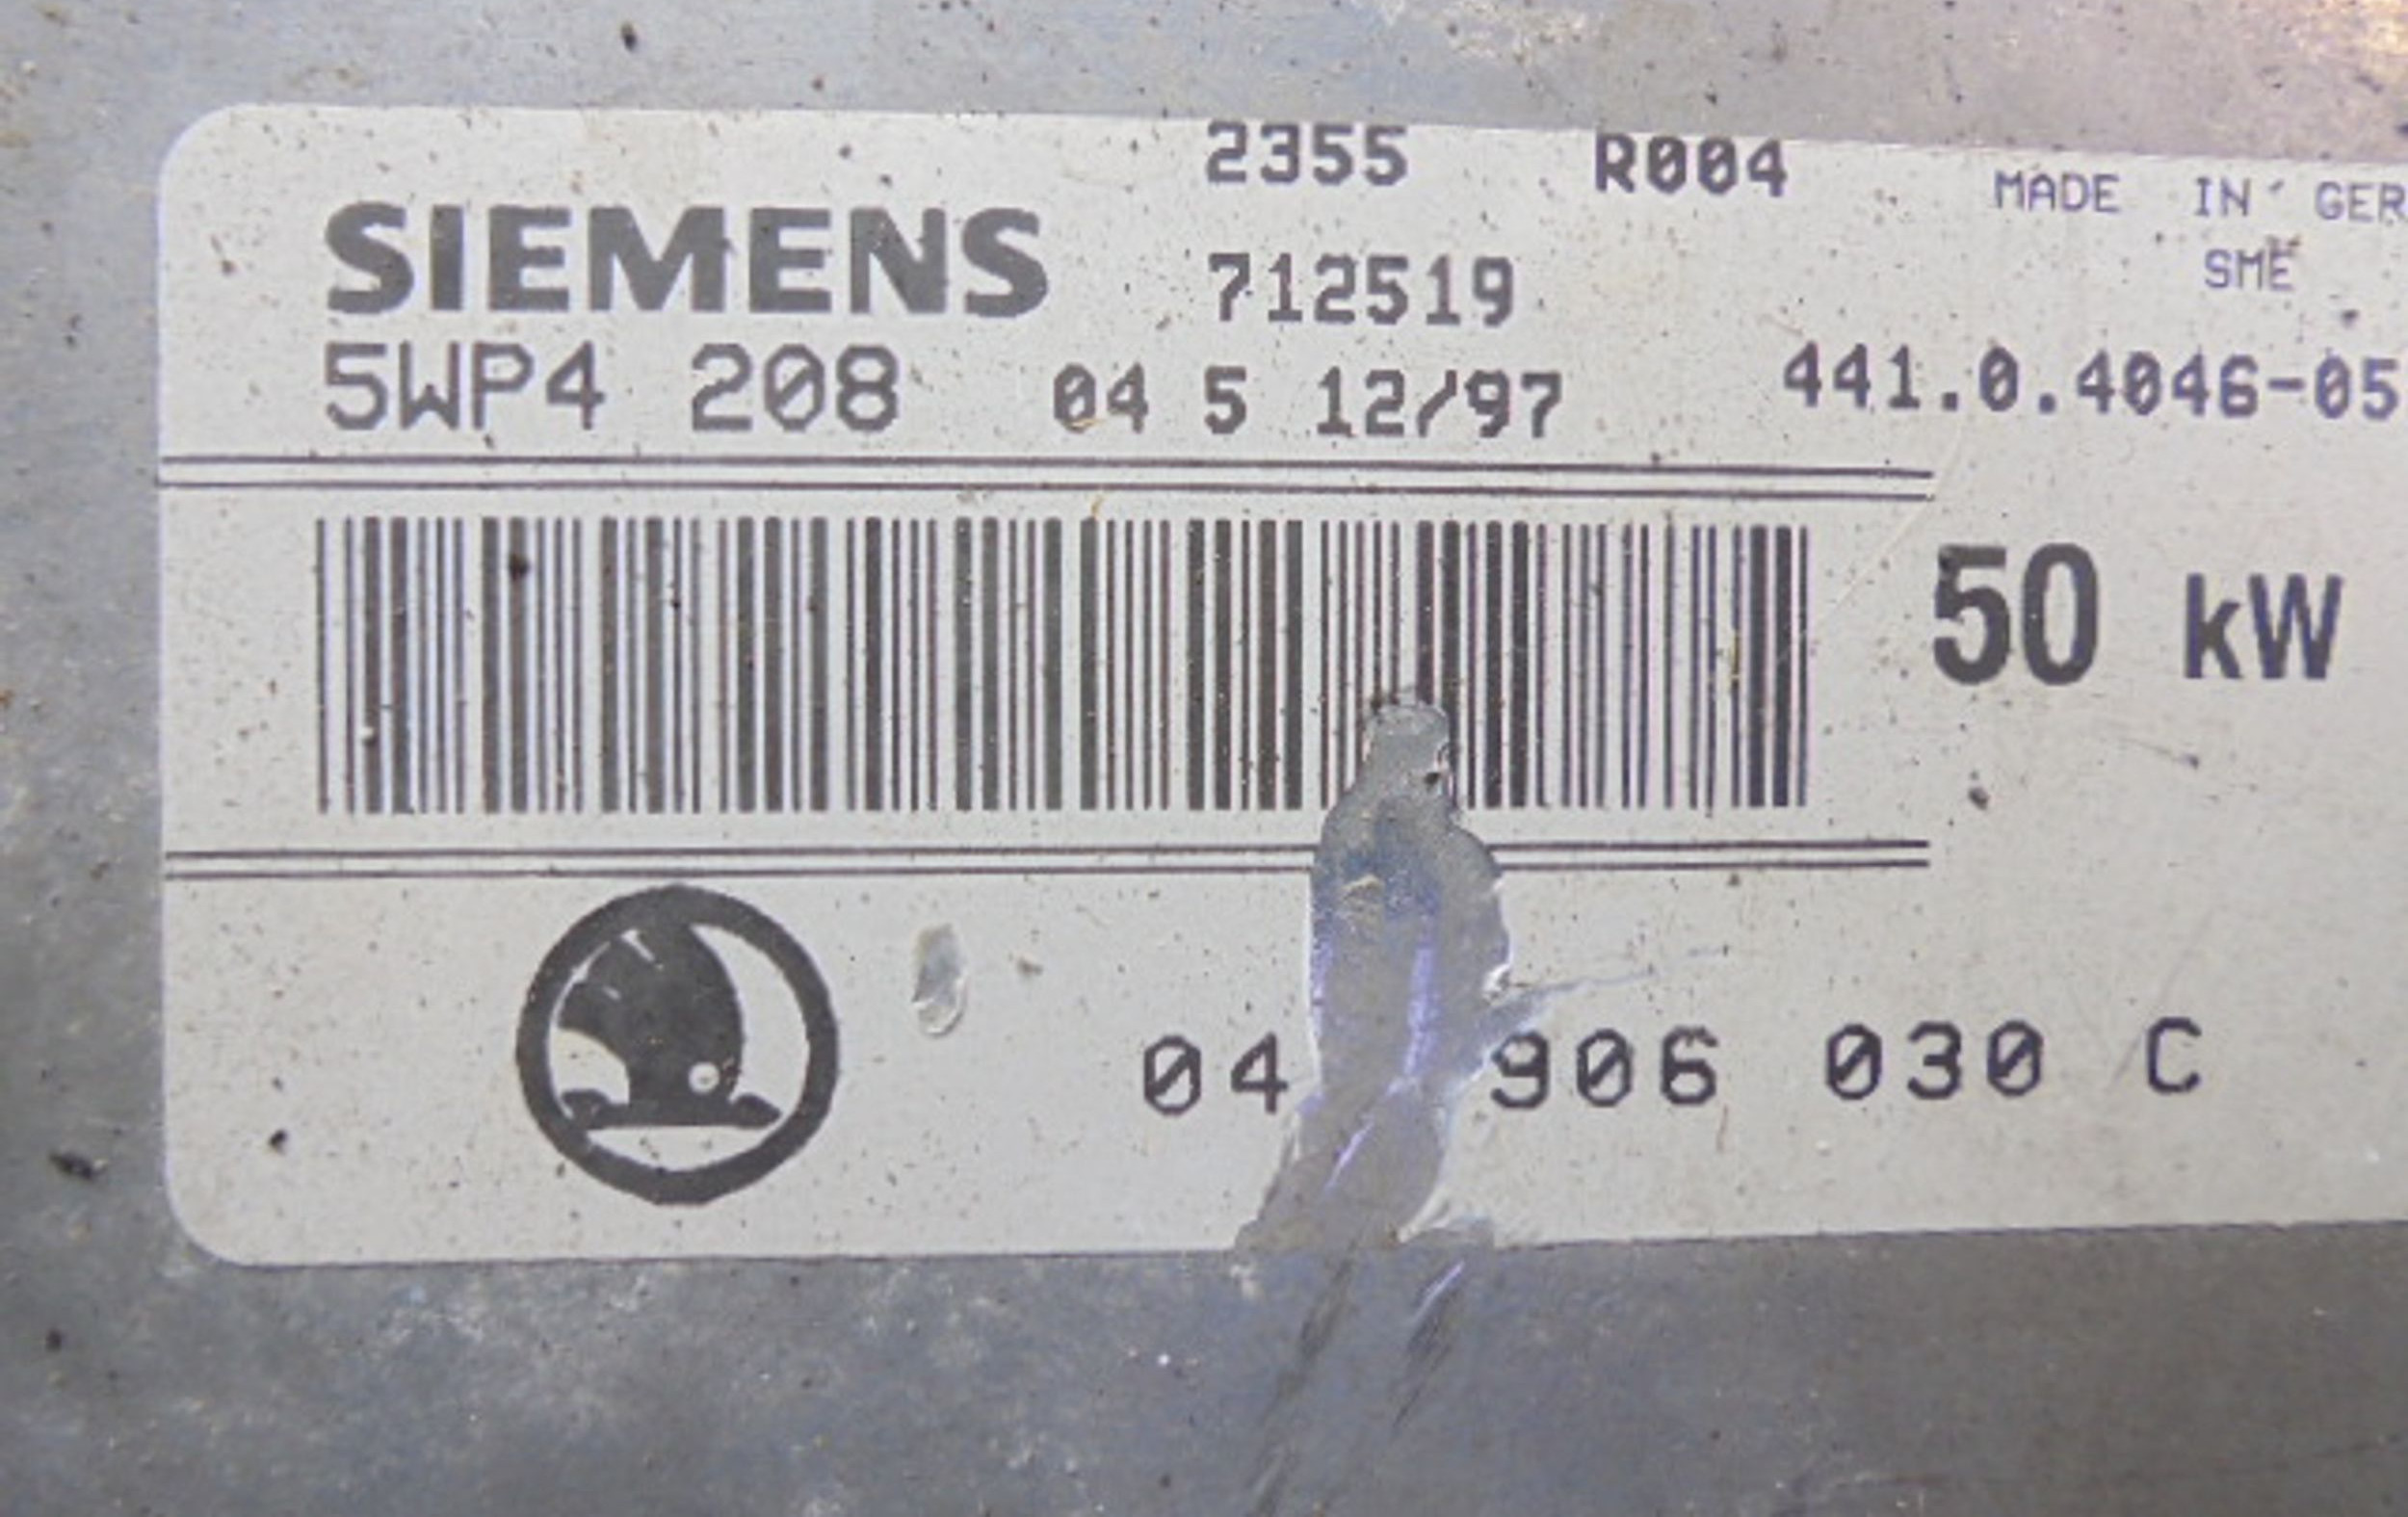 2355 R004 MADE IN GER
SIEMENS 712519 SME
5WP4 208 04 5 12/97 441.0.4046-05
50 kW
04 906 030 C